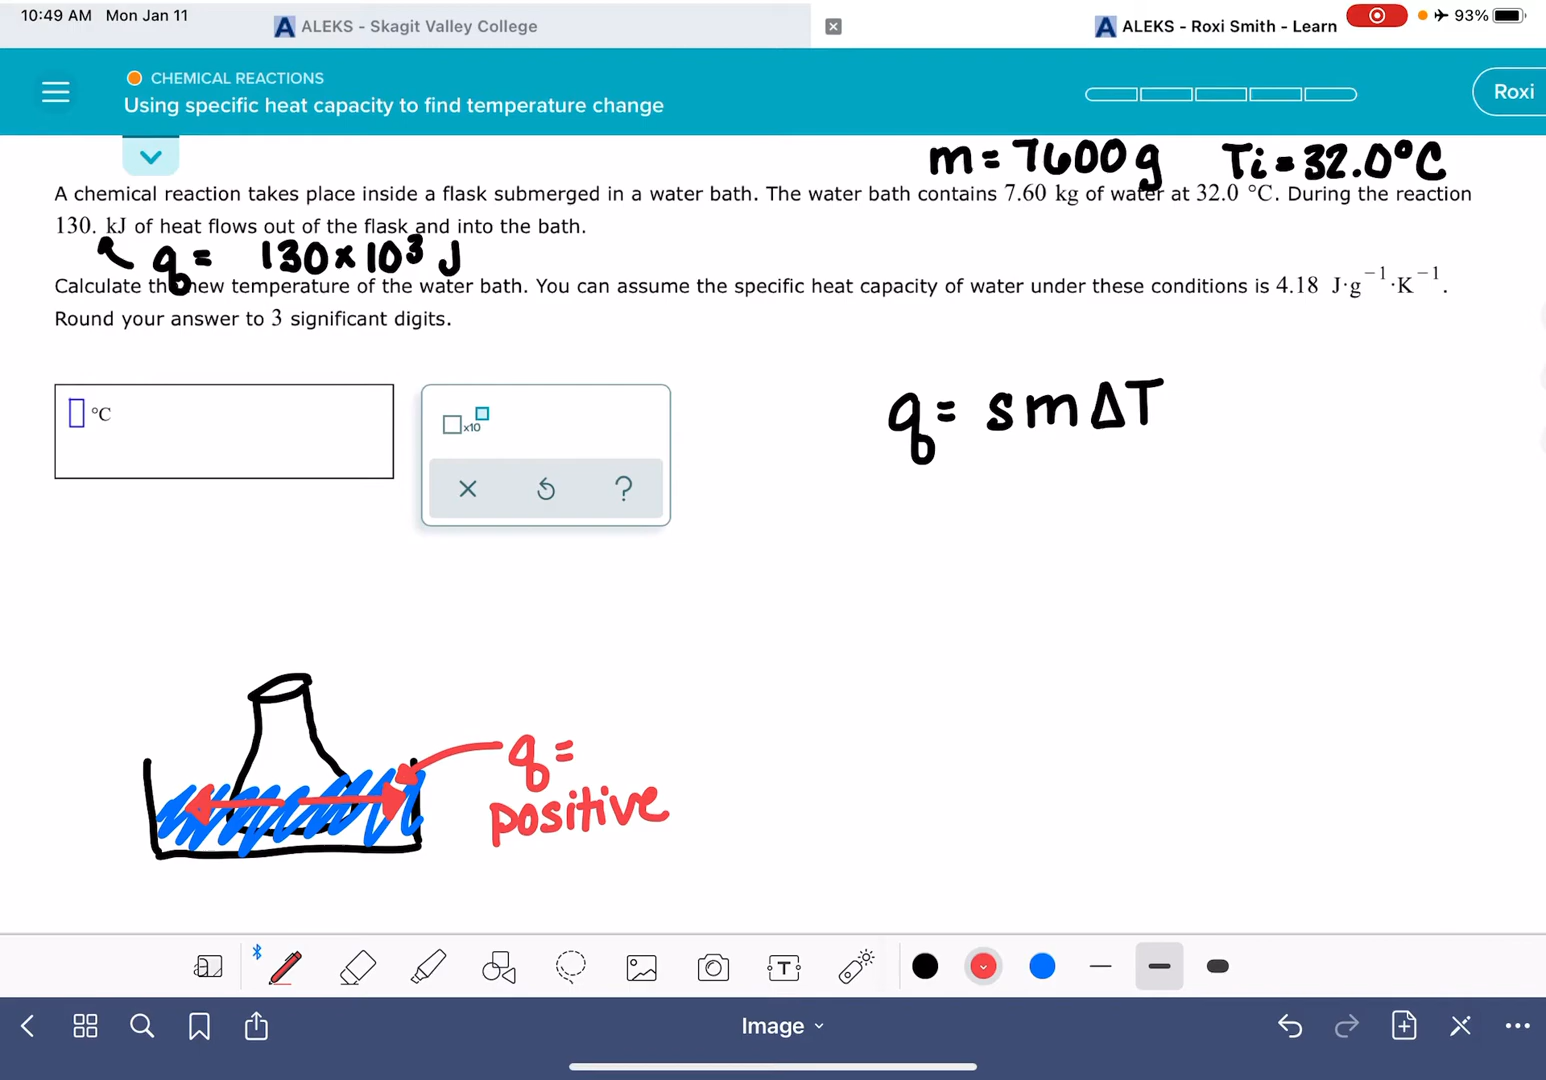 10:49 AM Mon Jan 11
ALEKS - Skagit Valley College
ALEKS - Roxi Smith - Learn
93%
CHEMICAL REACTIONS
Using specific heat capacity to find temperature change
Roxi
m = 7600 g Ti = 32.0°C
A chemical reaction takes place inside a flask submerged in a water bath. The water bath contains 7.60 kg of water at 32.0 °C. During the reaction
130. kJ of heat flows out of the flask and into the bath.
q = 130 × 10³ J
Calculate the new temperature of the water bath. You can assume the specific heat capacity of water under these conditions is 4.18 J·g⁻¹·K⁻¹.
Round your answer to 3 significant digits.
q = smΔT
°C
x10
?
q =
positive
T
Image